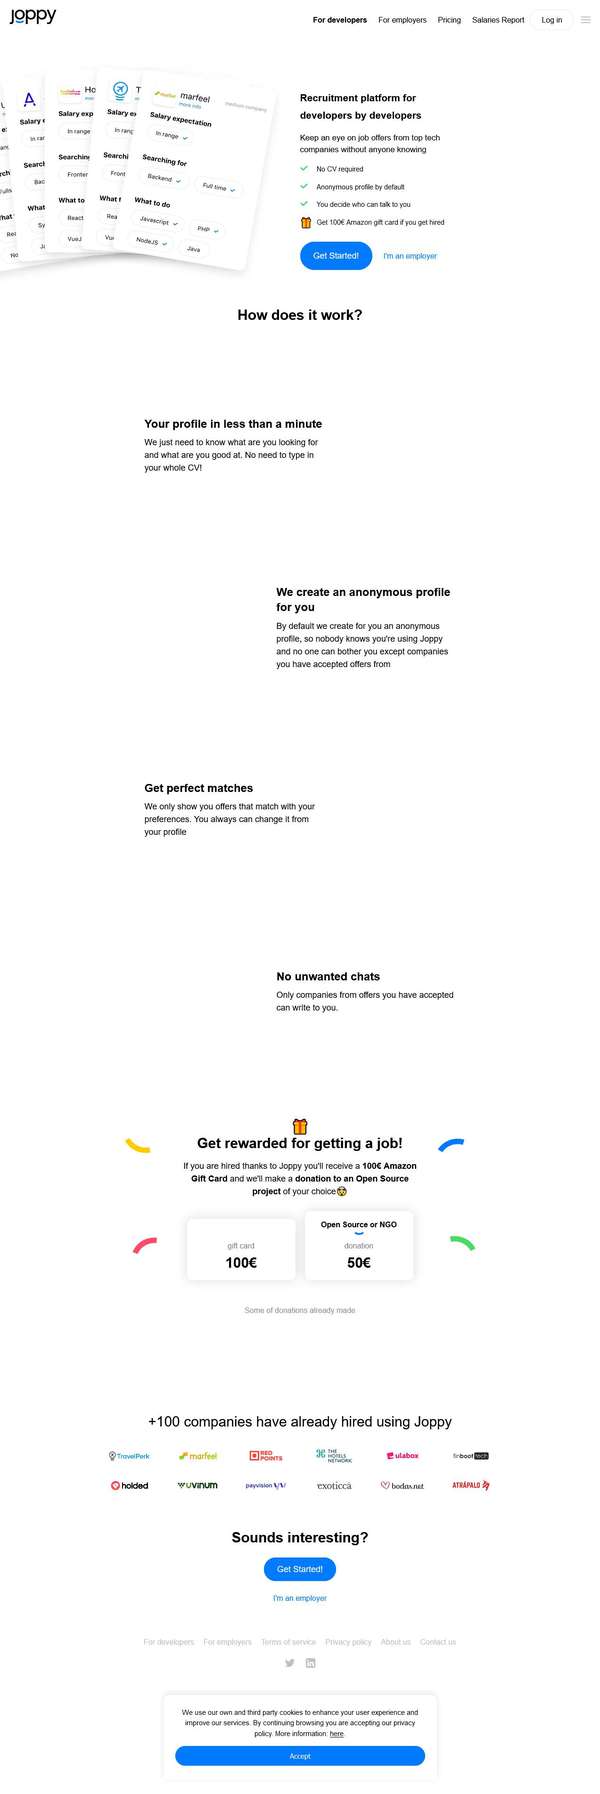 joppy
For developers
For employers
Pricing
Salaries Report
Log in
marfeel
more info
medium company
Salary expectation
In range
Searching for
Backend
Full time
What to do
Javascript
PHP
NodeJS
Java
Recruitment platform for
developers by developers
Keep an eye on job offers from top tech
companies without anyone knowing
No CV required
Anonymous profile by default
You decide who can talk to you
Get 100€ Amazon gift card if you get hired
Get Started!
I'm an employer
How does it work?
Your profile in less than a minute
We just need to know what are you looking for
and what are you good at. No need to type in
your whole CV!
We create an anonymous profile
for you
By default we create for you an anonymous
profile, so nobody knows you're using Joppy
and no one can bother you except companies
you have accepted offers from
Get perfect matches
We only show you offers that match with your
preferences. You always can change it from
your profile
No unwanted chats
Only companies from offers you have accepted
can write to you.
Get rewarded for getting a job!
If you are hired thanks to Joppy you'll receive a 100€ Amazon
Gift Card and we'll make a donation to an Open Source
project of your choice
gift card
100€
Open Source or NGO
donation
50€
Some of donations already made
+100 companies have already hired using Joppy
TravelPerk
marfeel
RED
POINTS
THE
HOTELS
NETWORK
ulabox
finboot tech
holded
UVINUM
payvision
exoticca
bodas.net
ATRÁPALO
Sounds interesting?
Get Started!
I'm an employer
For developers
For employers
Terms of service
Privacy policy
About us
Contact us
We use our own and third party cookies to enhance your user experience and
improve our services. By continuing browsing you are accepting our privacy
policy. More information: here.
Accept